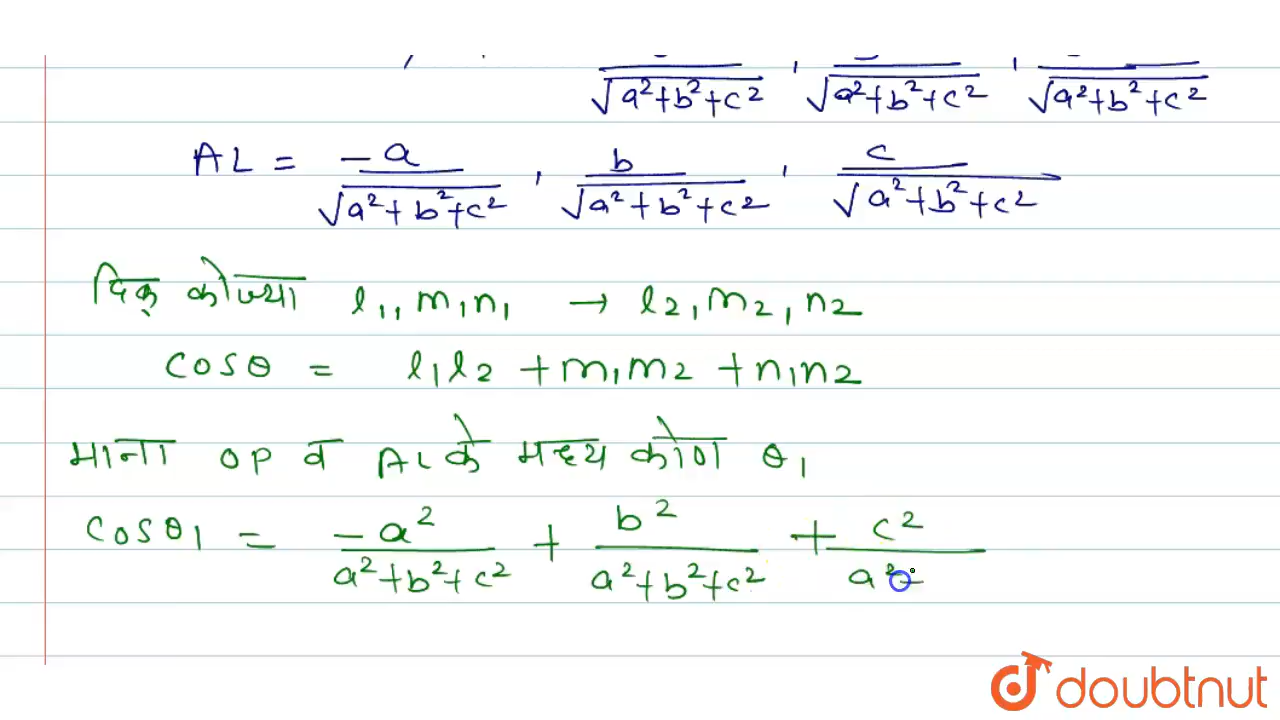 √a²+b²+c² , √a²+b²+c² , √a²+b²+c²
AL = -a/√a²+b²+c² , b/√a²+b²+c² , c/√a²+b²+c²
दिक् कोज्या l₁, m₁n₁ → l₂, m₂, n₂
cosθ = l₁l₂ + m₁m₂ + n₁n₂
माना OP व AL के मध्य कोण θ₁
cosθ₁ = -a²/a²+b²+c² + b²/a²+b²+c² + c²/a²
doubtnut